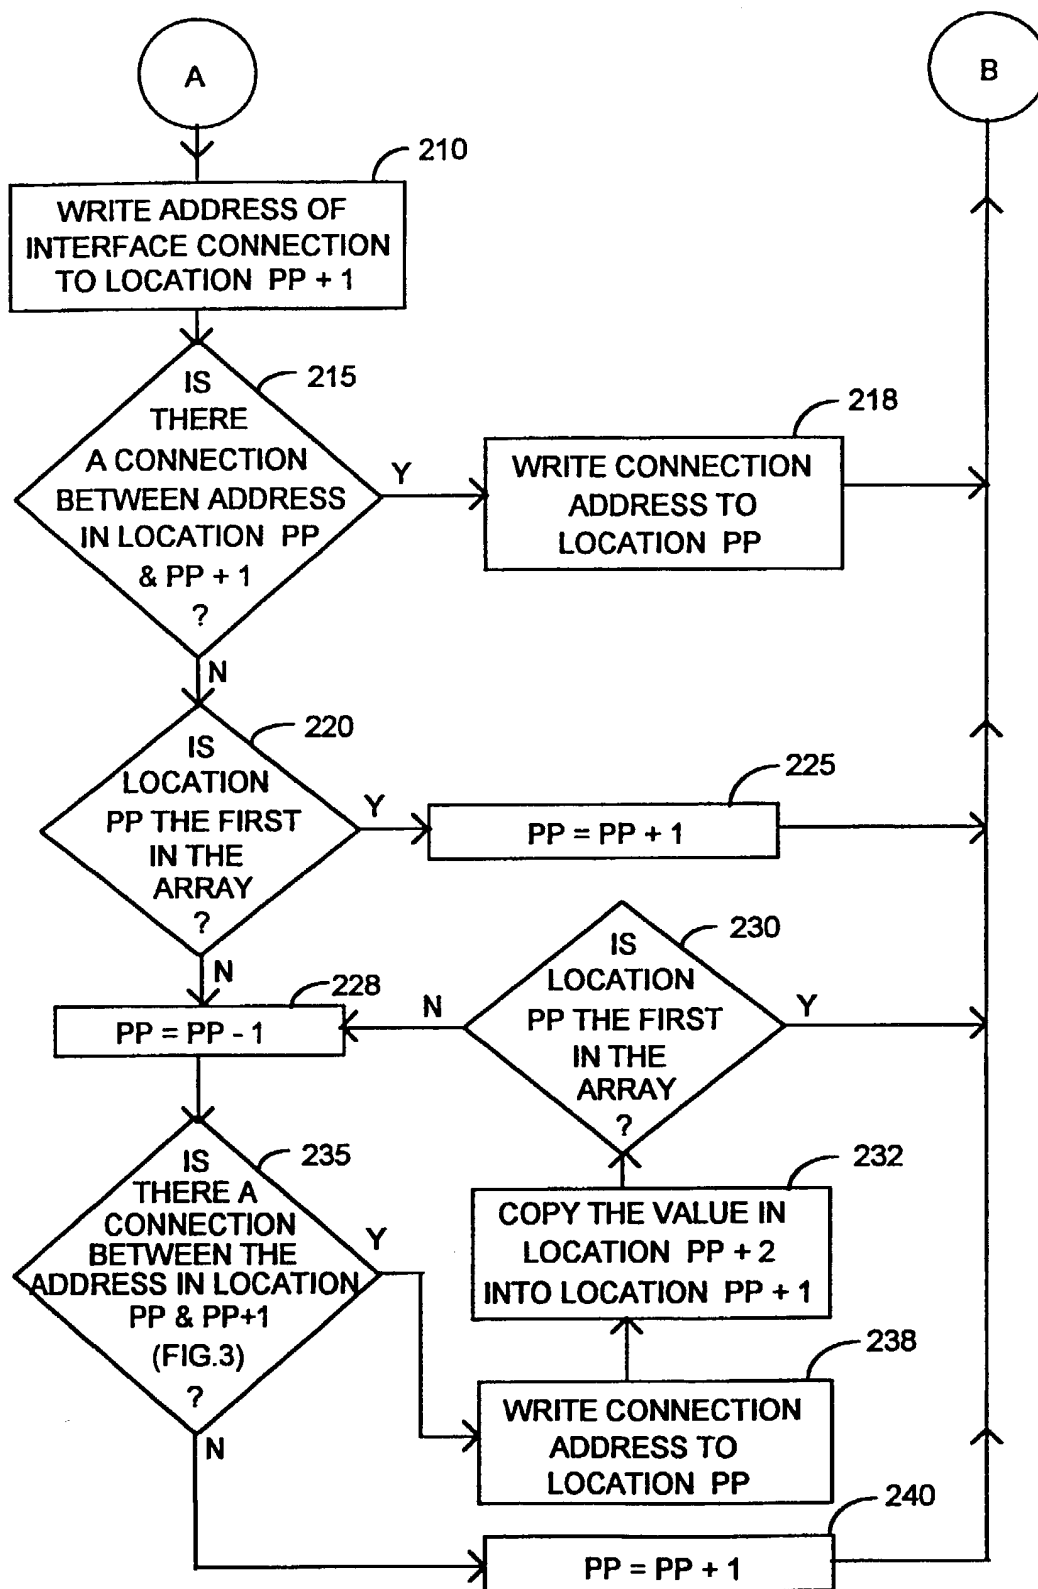 A
B
210
WRITE ADDRESS OF
INTERFACE CONNECTION
TO LOCATION PP + 1
215
IS
THERE
A CONNECTION
BETWEEN ADDRESS
IN LOCATION PP
& PP + 1
?
Y
N
218
WRITE CONNECTION
ADDRESS TO
LOCATION PP
220
IS
LOCATION
PP THE FIRST
IN THE
ARRAY
?
Y
N
225
PP = PP + 1
228
PP = PP - 1
230
IS
LOCATION
PP THE FIRST
IN THE
ARRAY
?
N
Y
235
IS
THERE A
CONNECTION
BETWEEN THE
ADDRESS IN LOCATION
PP & PP+1
(FIG.3)
?
Y
N
232
COPY THE VALUE IN
LOCATION PP + 2
INTO LOCATION PP + 1
238
WRITE CONNECTION
ADDRESS TO
LOCATION PP
240
PP = PP + 1